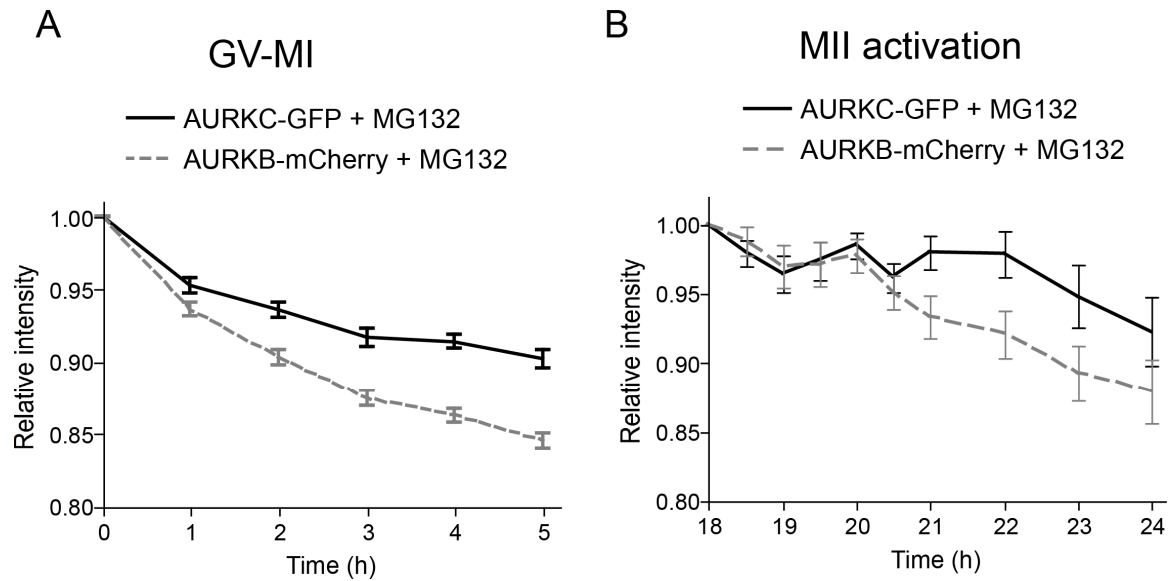 A
GV-MI
AURKC-GFP + MG132
AURKB-mCherry + MG132
1.00
0.95
0.90
0.85
0.80
Relative intensity
0 1 2 3 4 5
Time (h)
B
MII activation
AURKC-GFP + MG132
AURKB-mCherry + MG132
1.00
0.95
0.90
0.85
0.80
Relative intensity
18 19 20 21 22 23 24
Time (h)